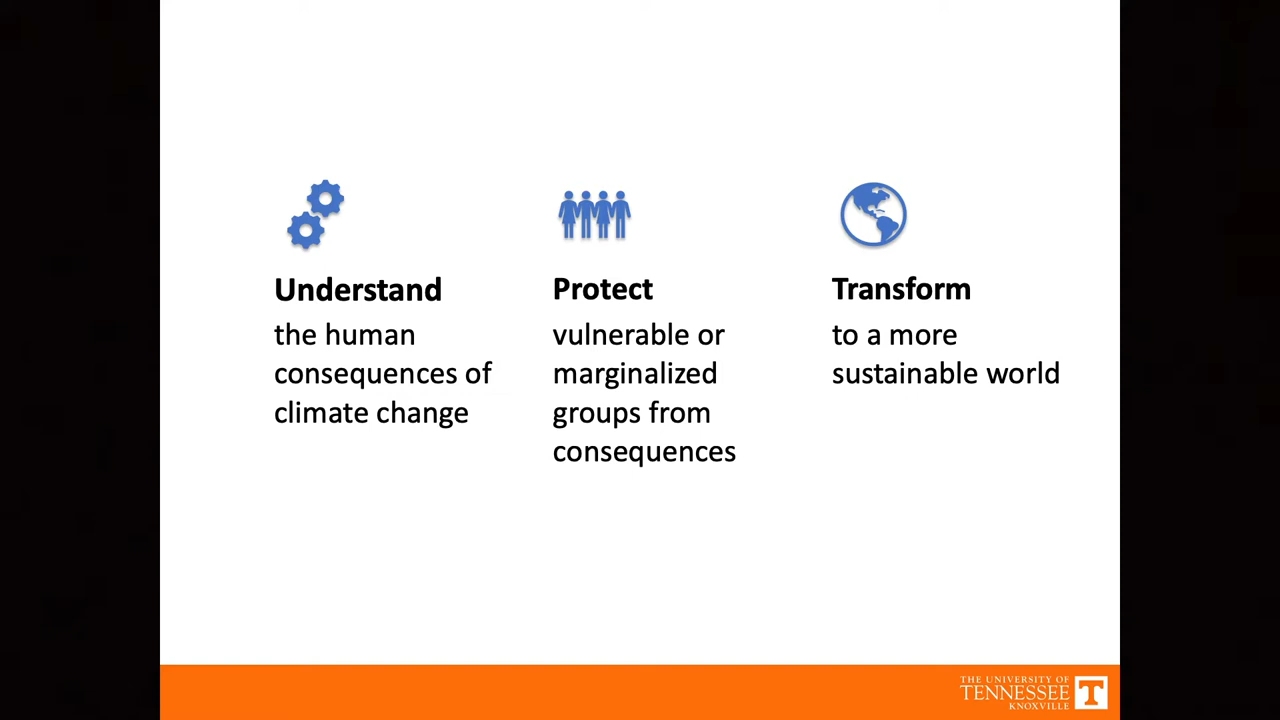 Understand
the human
consequences of
climate change
Protect
vulnerable or
marginalized
groups from
consequences
Transform
to a more
sustainable world
THE UNIVERSITY OF
TENNESSEE
KNOXVILLE
T